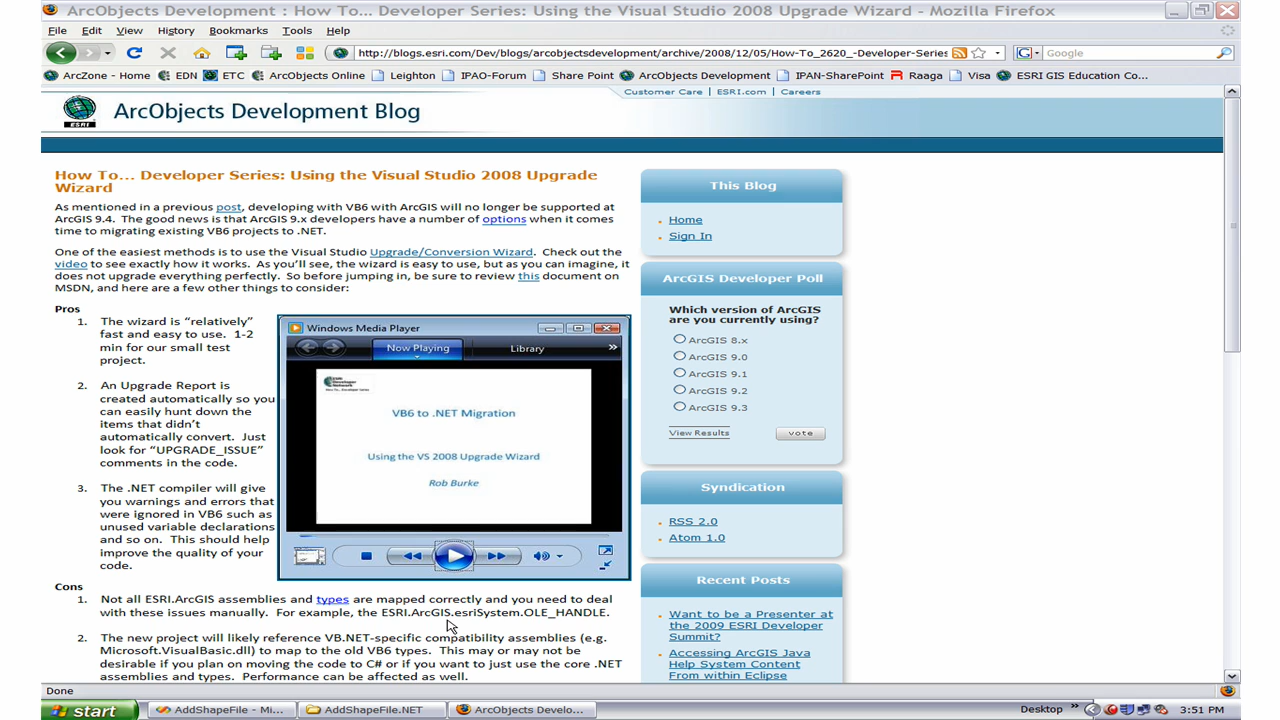 ArcObjects Development : How To... Developer Series: Using the Visual Studio 2008 Upgrade Wizard - Mozilla Firefox
File Edit View History Bookmarks Tools Help
http://blogs.esri.com/Dev/blogs/arcobjectsdevelopment/archive/2008/12/03/How-To_2620_-Developer-Series
Google
ArcZone - Home EDN ETC ArcObjects Online Leighton IPAO-Forum Share Point ArcObjects Development IPAN-SharePoint Raaga Visa ESRI GIS Education Co...
Customer Care | ESRI.com | Careers
ESRI
ArcObjects Development Blog
How To... Developer Series: Using the Visual Studio 2008 Upgrade
Wizard
As mentioned in a previous post, developing with VB6 with ArcGIS will no longer be supported at
ArcGIS 9.4. The good news is that ArcGIS 9.x developers have a number of options when it comes
time to migrating existing VB6 projects to .NET.
One of the easiest methods is to use the Visual Studio Upgrade/Conversion Wizard. Check out the
video to see exactly how it works. As you'll see, the wizard is easy to use, but as you can imagine, it
does not upgrade everything perfectly. So before jumping in, be sure to review this document on
MSDN, and here are a few other things to consider:
Pros
1. The wizard is "relatively"
fast and easy to use. 1-2
min for our small test
project.
2. An Upgrade Report is
created automatically so you
can easily hunt down the
items that didn't
automatically convert. Just
look for "UPGRADE_ISSUE"
comments in the code.
3. The .NET compiler will give
you warnings and errors that
were ignored in VB6 such as
unused variable declarations
and so on. This should help
improve the quality of your
code.
Windows Media Player
Now Playing Library »
VB6 to .NET Migration
Using the VS 2008 Upgrade Wizard
Rob Burke
Cons
1. Not all ESRI.ArcGIS assemblies and types are mapped correctly and you need to deal
with these issues manually. For example, the ESRI.ArcGIS.esriSystem.OLE_HANDLE.
2. The new project will likely reference VB.NET-specific compatibility assemblies (e.g.
Microsoft.VisualBasic.dll) to map to the old VB6 types. This may or may not be
desirable if you plan on moving the code to C# or if you want to just use the core .NET
assemblies and types. Performance can be affected as well.
This Blog
Home
Sign In
ArcGIS Developer Poll
Which version of ArcGIS
are you currently using?
ArcGIS 8.x
ArcGIS 9.0
ArcGIS 9.1
ArcGIS 9.2
ArcGIS 9.3
View Results vote
Syndication
RSS 2.0
Atom 1.0
Recent Posts
Want to be a Presenter at
the 2009 ESRI Developer
Summit?
Accessing ArcGIS Java
Help System Content
From within Eclipse
Done
start AddShapeFile - Mi... AddShapeFile.NET ArcObjects Develo... Desktop » 3:51 PM